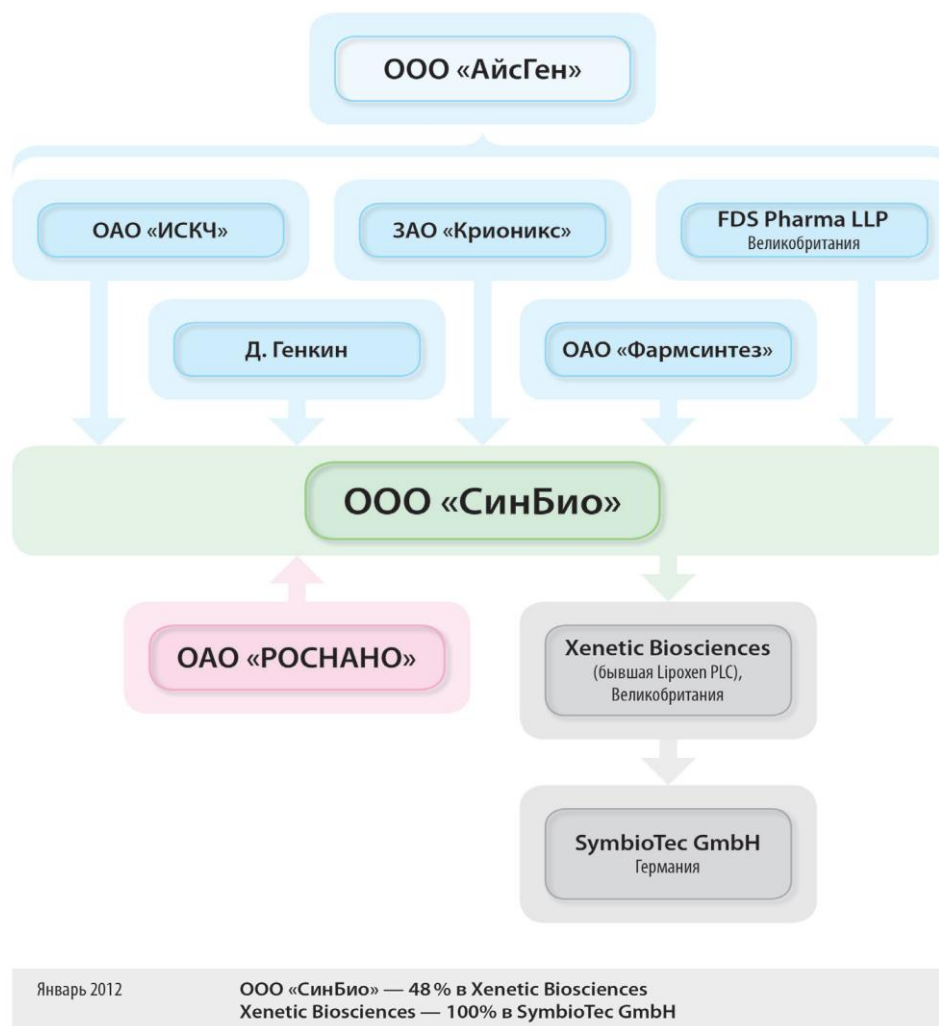 ООО «АйсГен»
ОАО «ИСКЧ»
ЗАО «Крионикс»
FDS Pharma LLP
Великобритания
Д. Генкин
ОАО «Фармсинтез»
ООО «СинБио»
ОАО «РОСНАНО»
Xenetic Biosciences
(бывшая Lipoxen PLC),
Великобритания
SymbioTec GmbH
Германия
Январь 2012
ООО «СинБио» — 48 % в Xenetic Biosciences
Xenetic Biosciences — 100% в SymbioTec GmbH